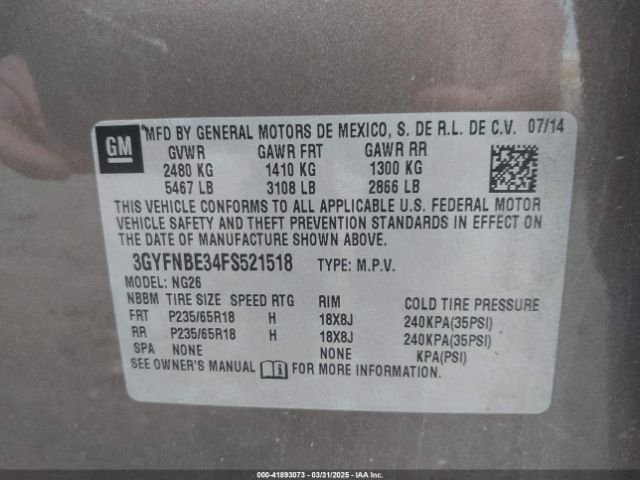 GM MFD BY GENERAL MOTORS DE MEXICO, S. DE R.L. DE C.V. 07/14
GVWR GAWR FRT GAWR RR
2480 KG 1410 KG 1300 KG
5467 LB 3108 LB 2866 LB
THIS VEHICLE CONFORMS TO ALL APPLICABLE U.S. FEDERAL MOTOR
VEHICLE SAFETY AND THEFT PREVENTION STANDARDS IN EFFECT ON
THE DATE OF MANUFACTURE SHOWN ABOVE.
3GYFNBE34FS521518 TYPE: M.P.V.
MODEL: NG26
NBBM TIRE SIZE SPEED RTG RIM COLD TIRE PRESSURE
FRT P235/65R18 H 18X8J 240KPA(35PSI)
RR P235/65R18 H 18X8J 240KPA(35PSI)
SPA NONE NONE KPA(PSI)
SEE OWNER'S MANUAL FOR MORE INFORMATION.
000-41893073 - 03/31/2025 - IAAI.COM